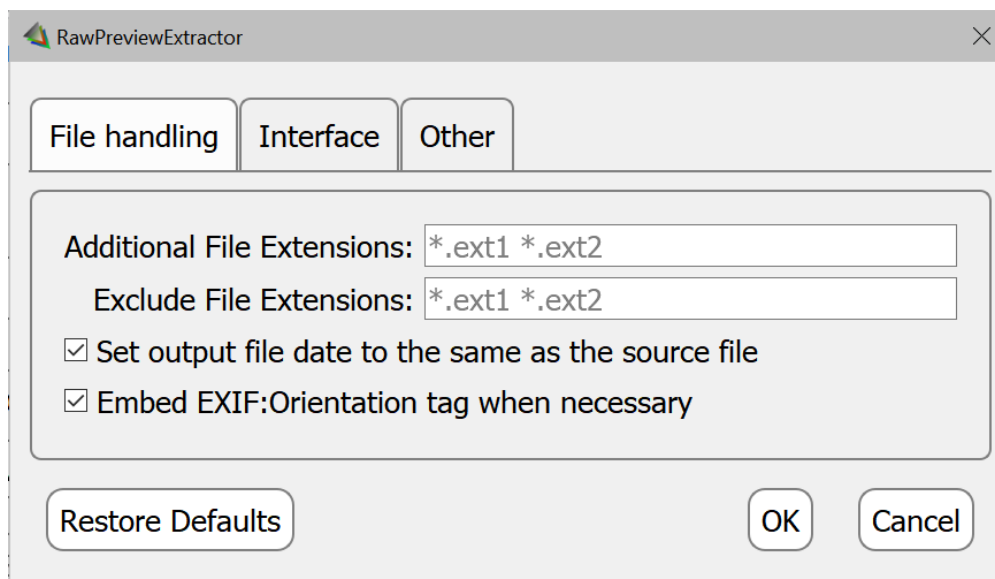 RawPreviewExtractor
File handling
Interface
Other
Additional File Extensions: *.ext1 *.ext2
Exclude File Extensions: *.ext1 *.ext2
Set output file date to the same as the source file
Embed EXIF:Orientation tag when necessary
Restore Defaults
OK
Cancel